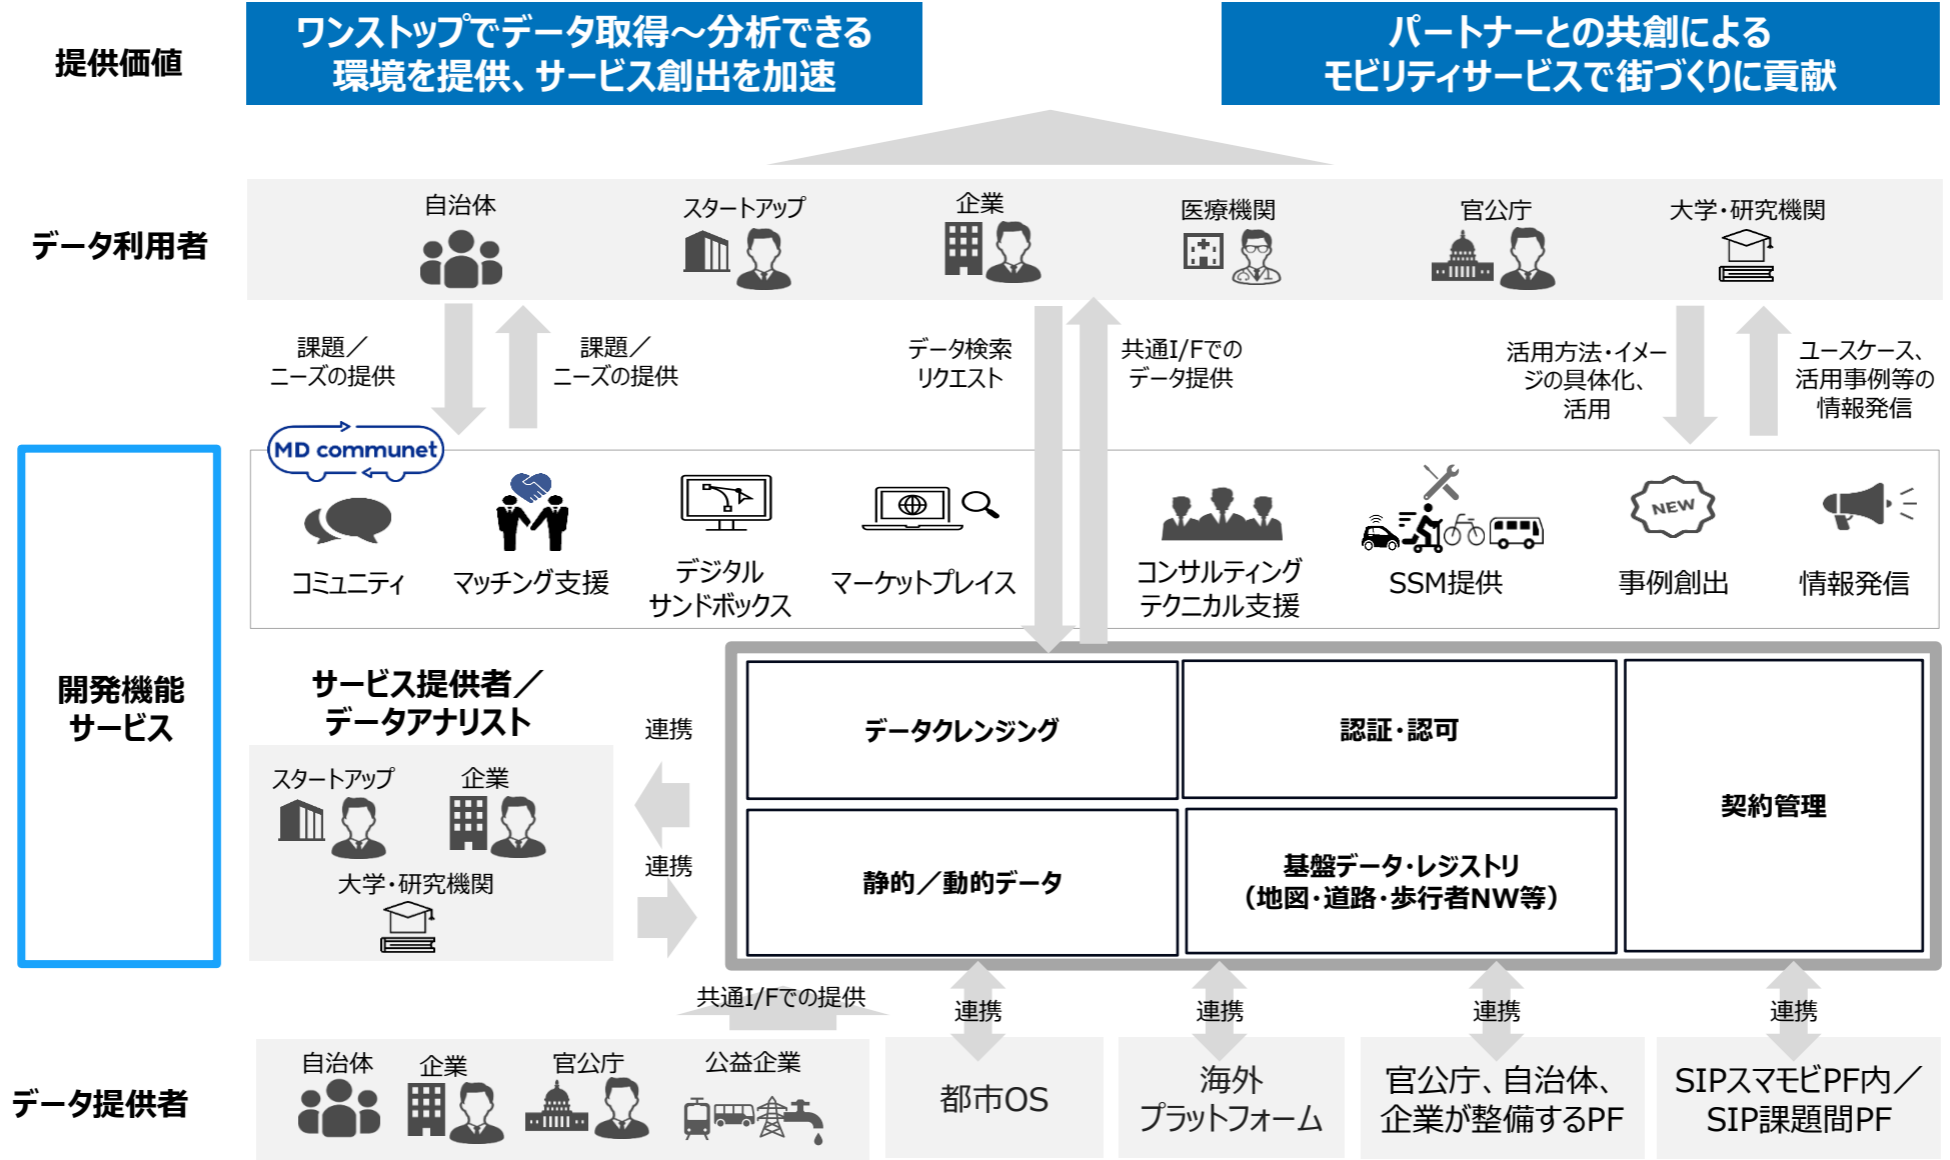 提供価値
ワンストップでデータ取得～分析できる
環境を提供、サービス創出を加速
パートナーとの共創による
モビリティサービスで街づくりに貢献
データ利用者
自治体
スタートアップ
企業
医療機関
官公庁
大学・研究機関
課題／
ニーズの提供
課題／
ニーズの提供
データ検索
リクエスト
共通I/Fでの
データ提供
活用方法・イメー
ジの具体化、
活用
ユースケース、
活用事例等の
情報発信
開発機能
サービス
MD communet
コミュニティ
マッチング支援
デジタル
サンドボックス
マーケットプレイス
コンサルティング
テクニカル支援
SSM提供
NEW
事例創出
情報発信
サービス提供者／
データアナリスト
スタートアップ
企業
大学・研究機関
連携
連携
データクレンジング
認証・認可
契約管理
静的／動的データ
基盤データ・レジストリ
（地図・道路・歩行者NW等）
共通I/Fでの提供
連携
連携
連携
連携
データ提供者
自治体
企業
官公庁
公益企業
都市OS
海外
プラットフォーム
官公庁、自治体、
企業が整備するPF
SIPスマモビPF内／
SIP課題間PF